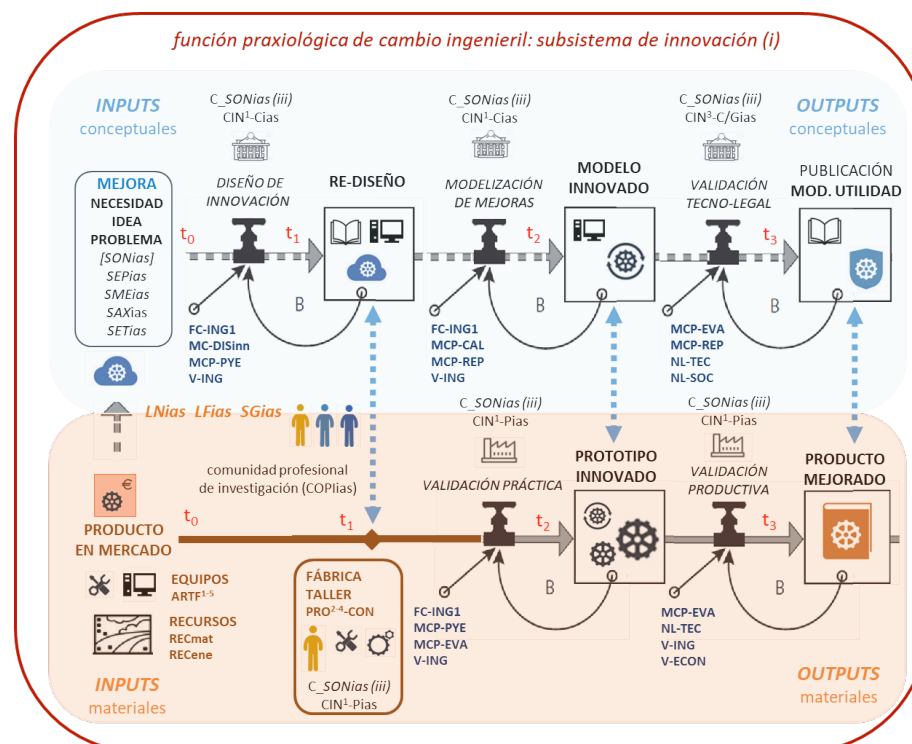 función praxiológica de cambio ingenieril: subsistema de innovación (i)
INPUTS
conceptuales
C_SONias (iii)
CIN¹-Cias
C_SONias (iii)
CIN¹-Cias
C_SONias (iii)
CIN³-C/Gias
OUTPUTS
conceptuales
MEJORA
NECESIDAD
IDEA
PROBLEMA
[SONias]
SEPias
SMEias
SAXias
SETias
DISEÑO DE
INNOVACIÓN
RE-DISEÑO
MODELIZACIÓN
DE MEJORAS
MODELO
INNOVADO
VALIDACIÓN
TECNO-LEGAL
PUBLICACIÓN
MOD. UTILIDAD
t₀
t₁
t₂
t₃
B
B
B
FC-ING1
MC-DISinn
MCP-PYE
V-ING
FC-ING1
MCP-CAL
MCP-REP
V-ING
MCP-EVA
MCP-REP
NL-TEC
NL-SOC
LNias LFias SGias
comunidad profesional
de investigación (COPIias)
C_SONias (iii)
CIN¹-Pias
C_SONias (iii)
CIN¹-Pias
VALIDACIÓN PRÁCTICA
PROTOTIPO
INNOVADO
VALIDACIÓN
PRODUCTIVA
PRODUCTO
MEJORADO
€
PRODUCTO
EN MERCADO
t₀
t₁
t₂
t₃
B
B
EQUIPOS
ARTF¹⁻⁵
RECURSOS
RECmat
RECene
FÁBRICA
TALLER
PRO²⁻⁴-CON
C_SONias (iii)
CIN¹-Pias
FC-ING1
MCP-PYE
MCP-EVA
V-ING
MCP-EVA
NL-TEC
V-ING
V-ECON
INPUTS
materiales
OUTPUTS
materiales